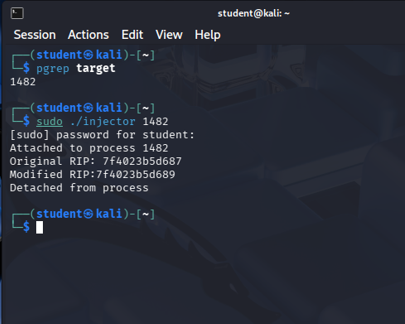 student@kali: ~
Session Actions Edit View Help
┌──(student㉿kali)-[~]
└─$ pgrep target
1482
┌──(student㉿kali)-[~]
└─$ sudo ./injector 1482
[sudo] password for student:
Attached to process 1482
Original RIP: 7f4023b5d687
Modified RIP:7f4023b5d689
Detached from process
┌──(student㉿kali)-[~]
└─$